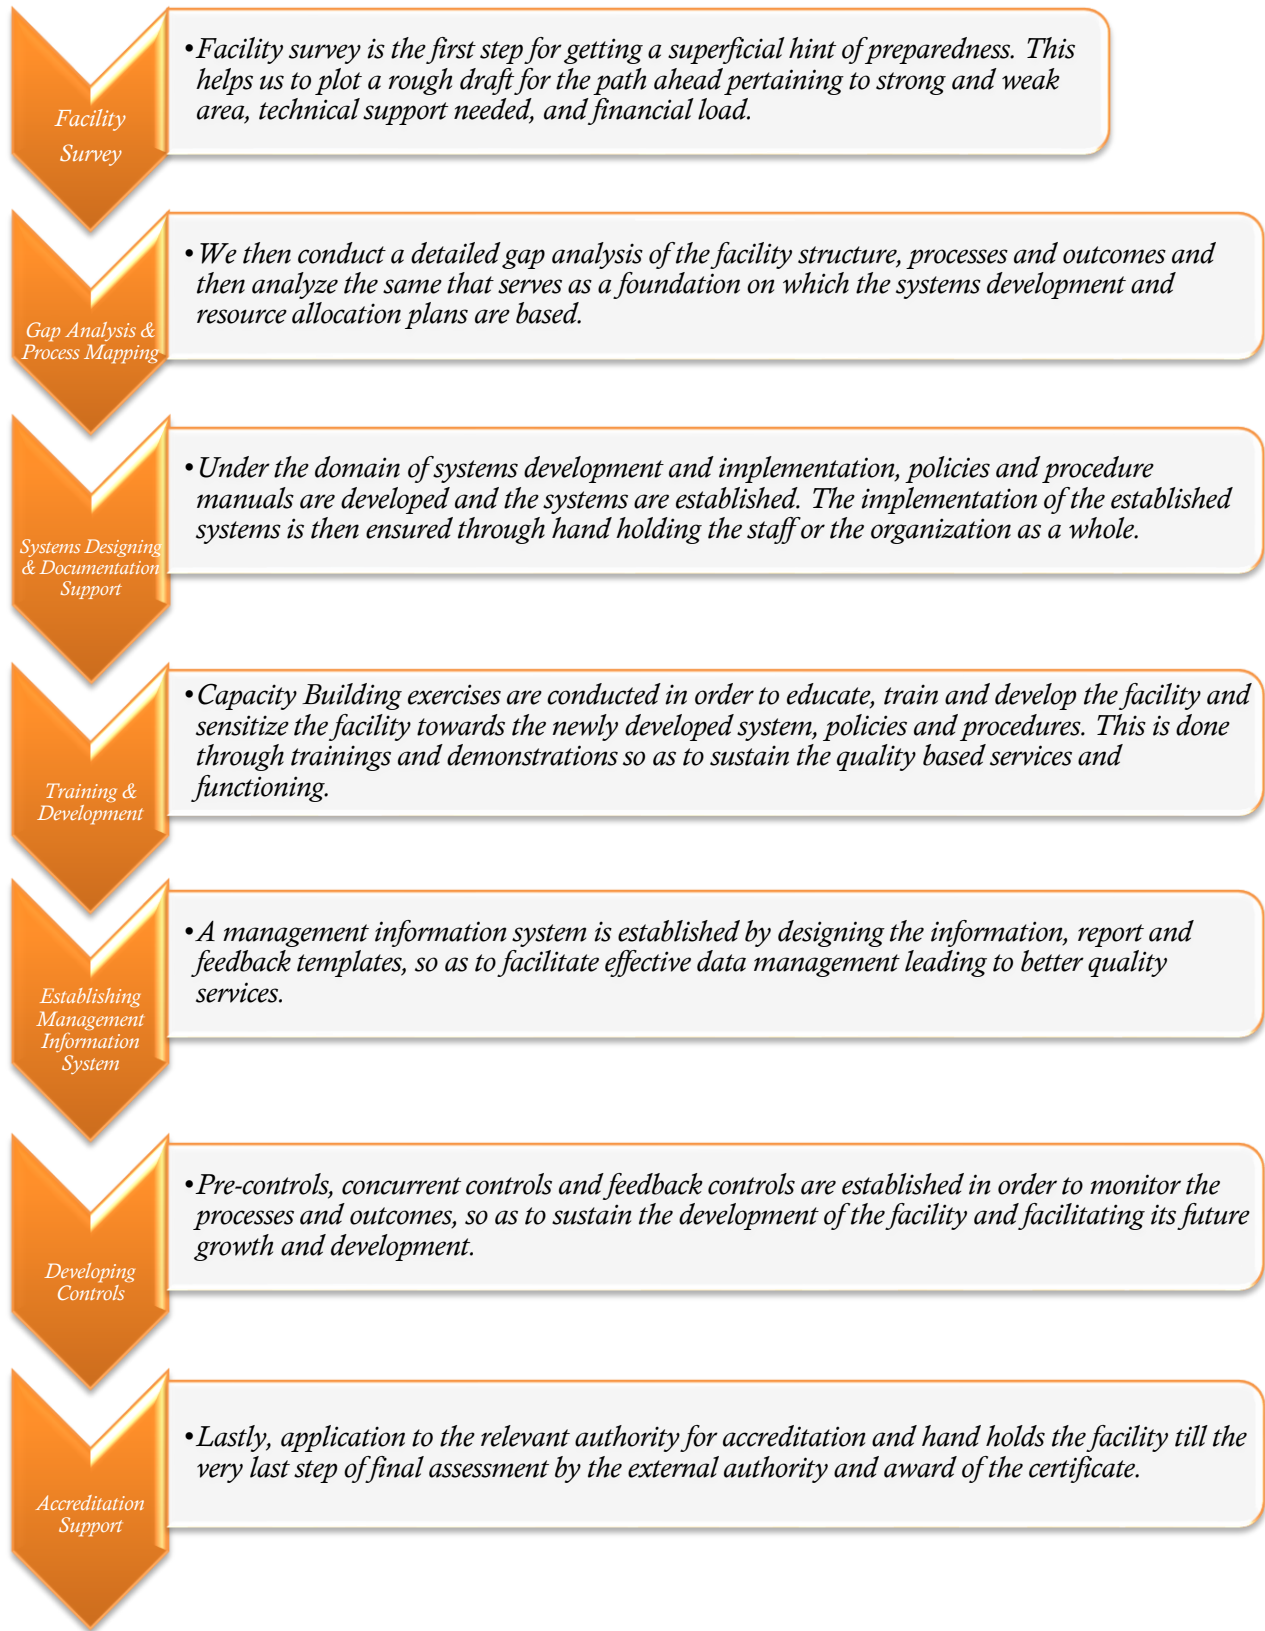 Facility
Survey
•Facility survey is the first step for getting a superficial hint of preparedness. This
helps us to plot a rough draft for the path ahead pertaining to strong and weak
area, technical support needed, and financial load.
Gap Analysis &
Process Mapping
•We then conduct a detailed gap analysis of the facility structure, processes and outcomes and
then analyze the same that serves as a foundation on which the systems development and
resource allocation plans are based.
Systems Designing
& Documentation
Support
•Under the domain of systems development and implementation, policies and procedure
manuals are developed and the systems are established. The implementation of the established
systems is then ensured through hand holding the staff or the organization as a whole.
Training &
Development
•Capacity Building exercises are conducted in order to educate, train and develop the facility and
sensitize the facility towards the newly developed system, policies and procedures. This is done
through trainings and demonstrations so as to sustain the quality based services and
functioning.
Establishing
Management
Information
System
•A management information system is established by designing the information, report and
feedback templates, so as to facilitate effective data management leading to better quality
services.
Developing
Controls
•Pre-controls, concurrent controls and feedback controls are established in order to monitor the
processes and outcomes, so as to sustain the development of the facility and facilitating its future
growth and development.
Accreditation
Support
•Lastly, application to the relevant authority for accreditation and hand holds the facility till the
very last step of final assessment by the external authority and award of the certificate.